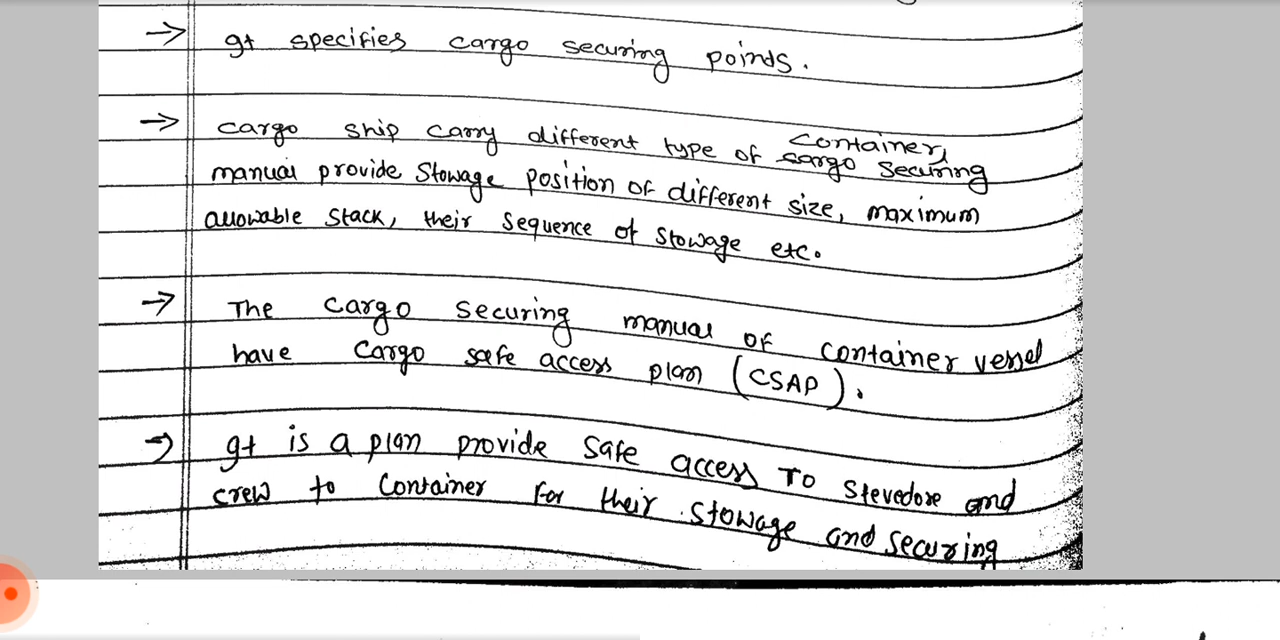 → It specifies cargo securing points.
→ cargo ship carry different type of container, cargo securing
manual provide stowage position of different size, maximum
allowable stack, their sequence of stowage etc.
→ The cargo securing manual of container vessel
have cargo safe access plan (CSAP).
→ It is a plan provide safe access to stevedore and
crew to container for their stowage and securing